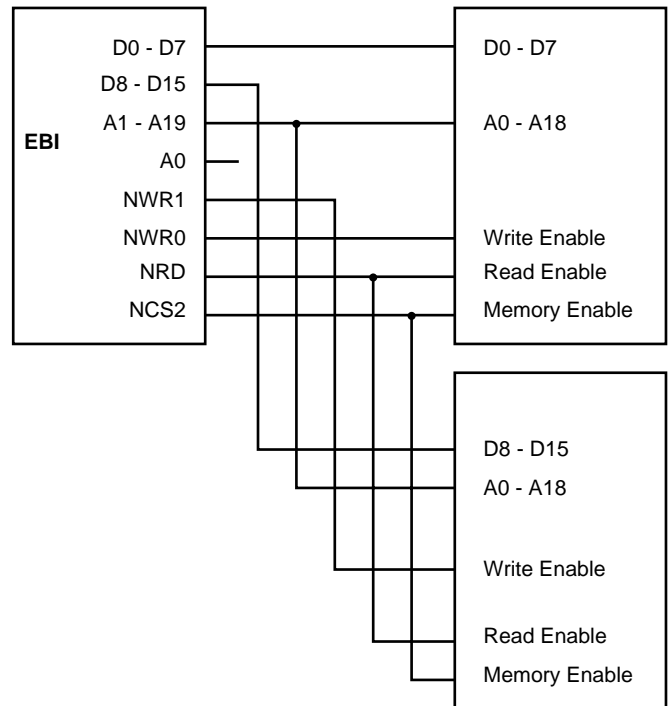 EBI
D0 - D7
D8 - D15
A1 - A19
A0
NWR1
NWR0
NRD
NCS2
D0 - D7
A0 - A18
Write Enable
Read Enable
Memory Enable
D8 - D15
A0 - A18
Write Enable
Read Enable
Memory Enable